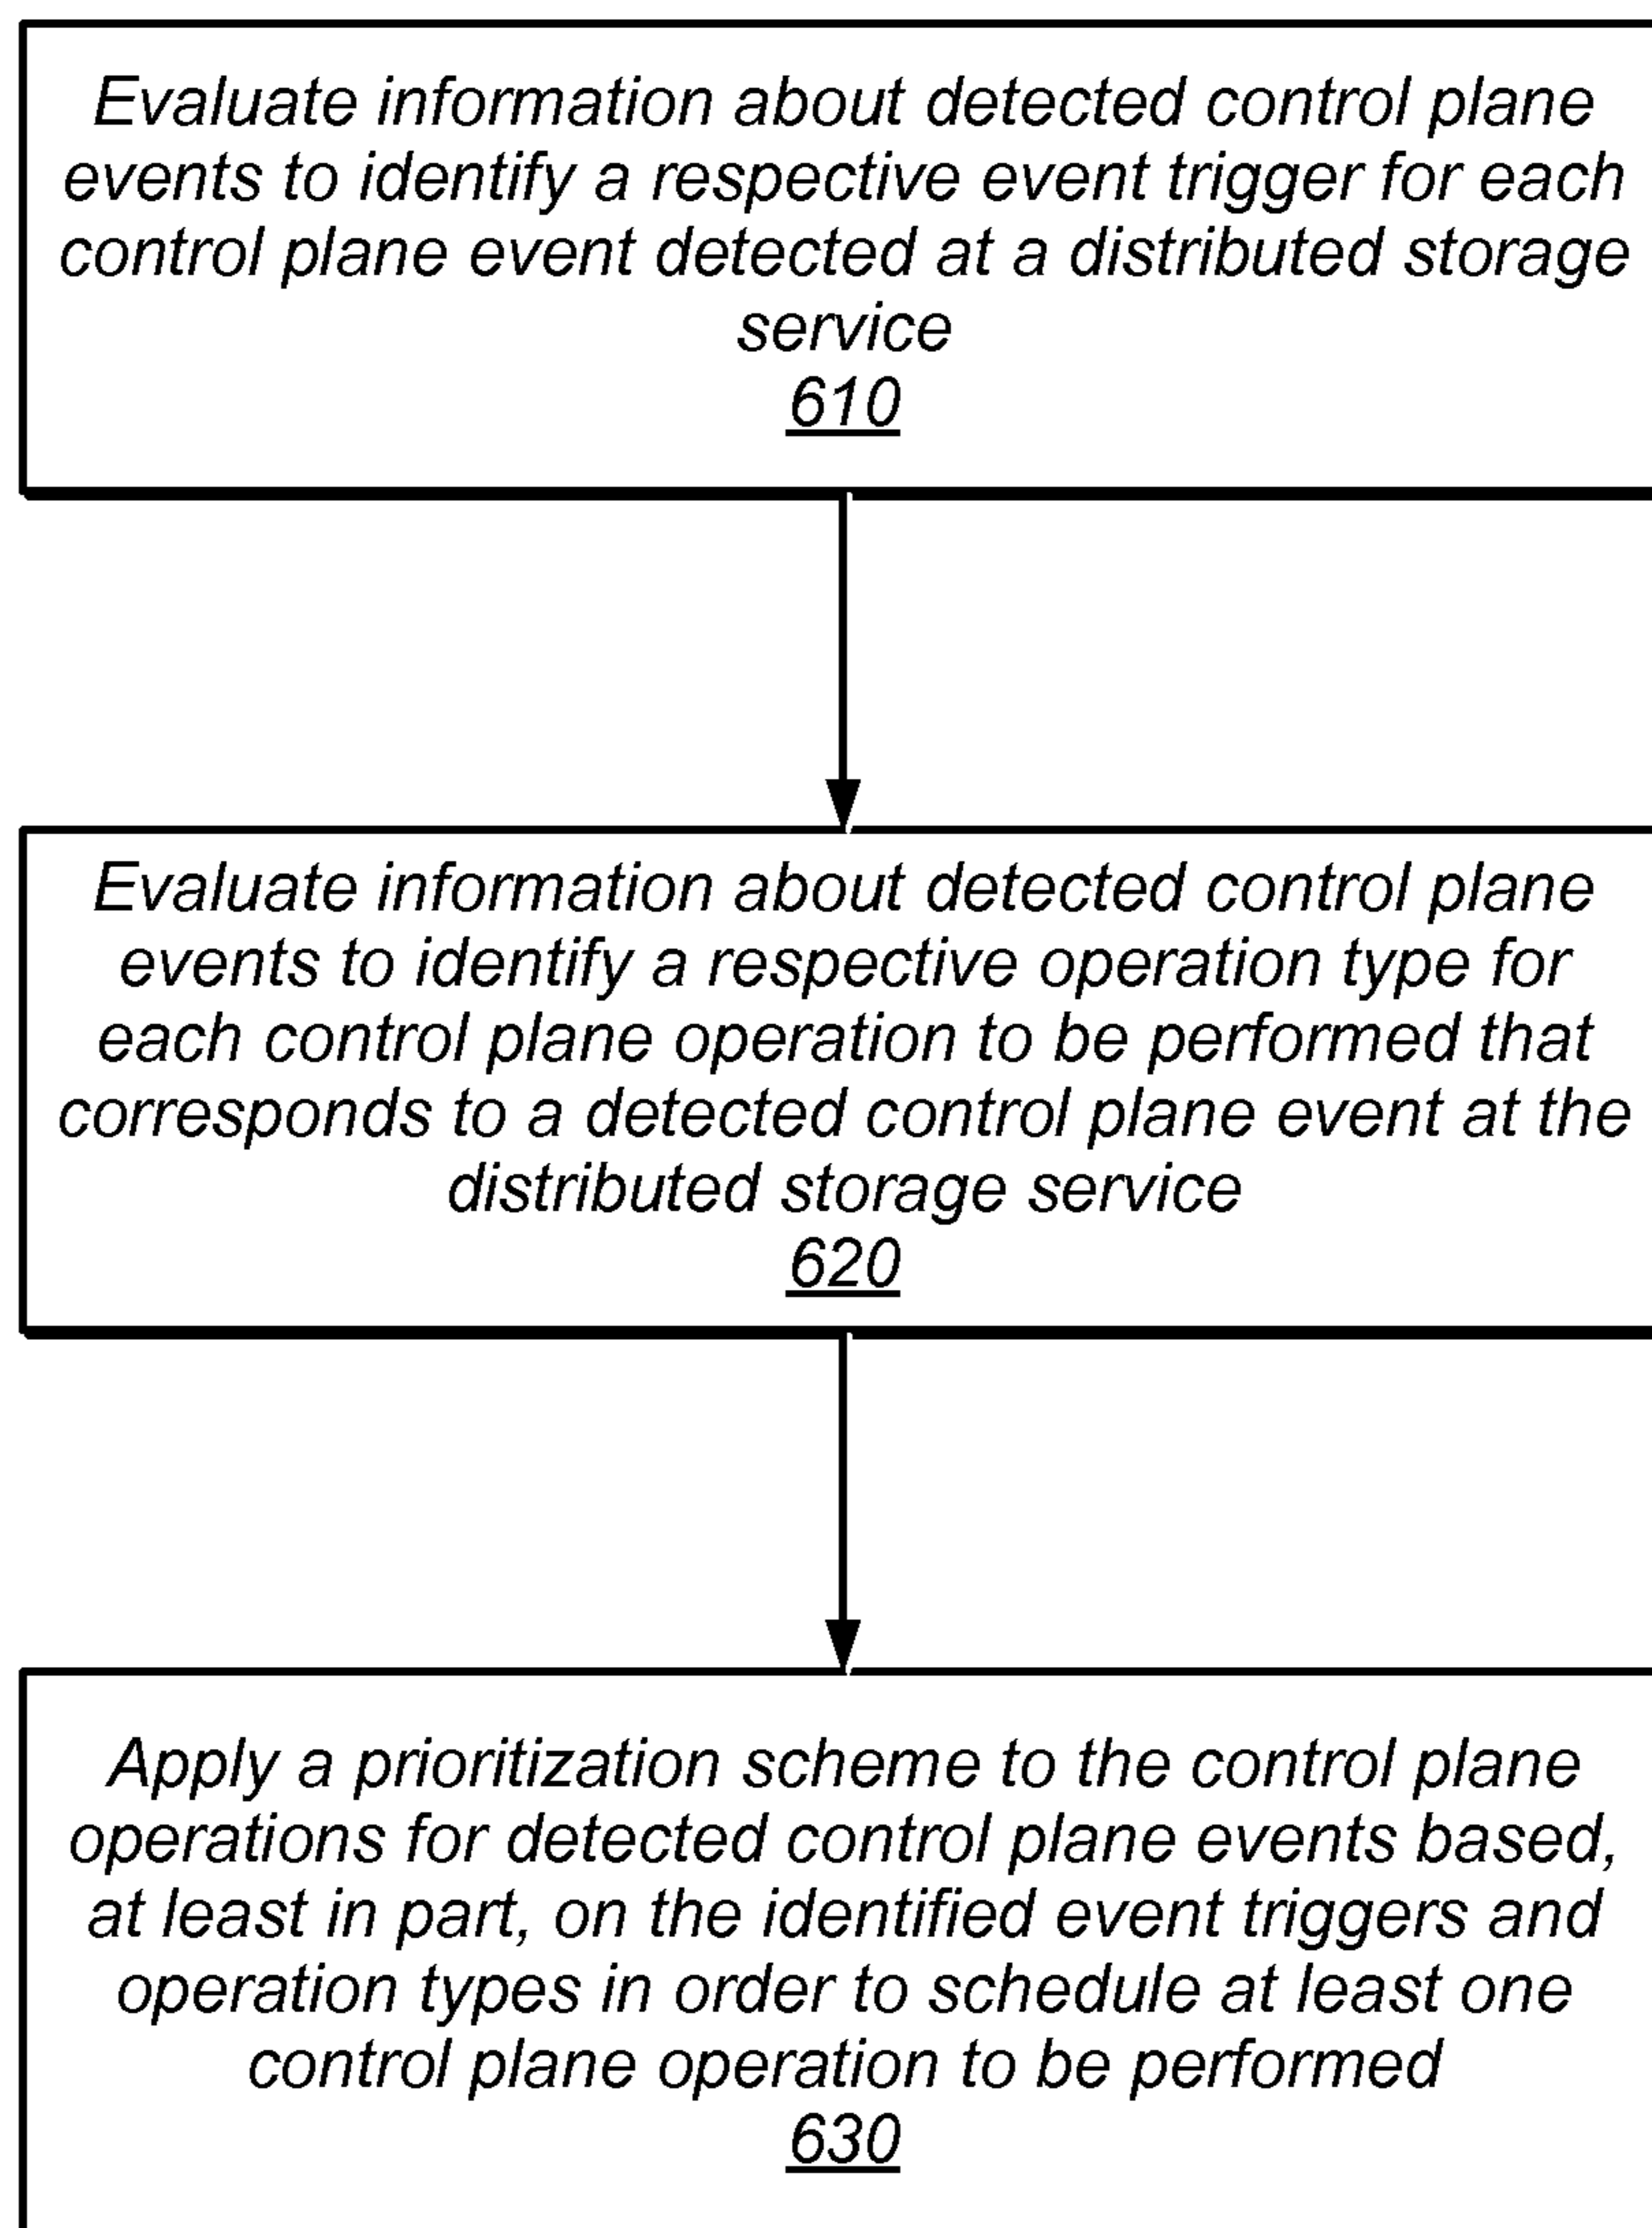 Evaluate information about detected control plane
events to identify a respective event trigger for each
control plane event detected at a distributed storage
service
610
Evaluate information about detected control plane
events to identify a respective operation type for
each control plane operation to be performed that
corresponds to a detected control plane event at the
distributed storage service
620
Apply a prioritization scheme to the control plane
operations for detected control plane events based,
at least in part, on the identified event triggers and
operation types in order to schedule at least one
control plane operation to be performed
630